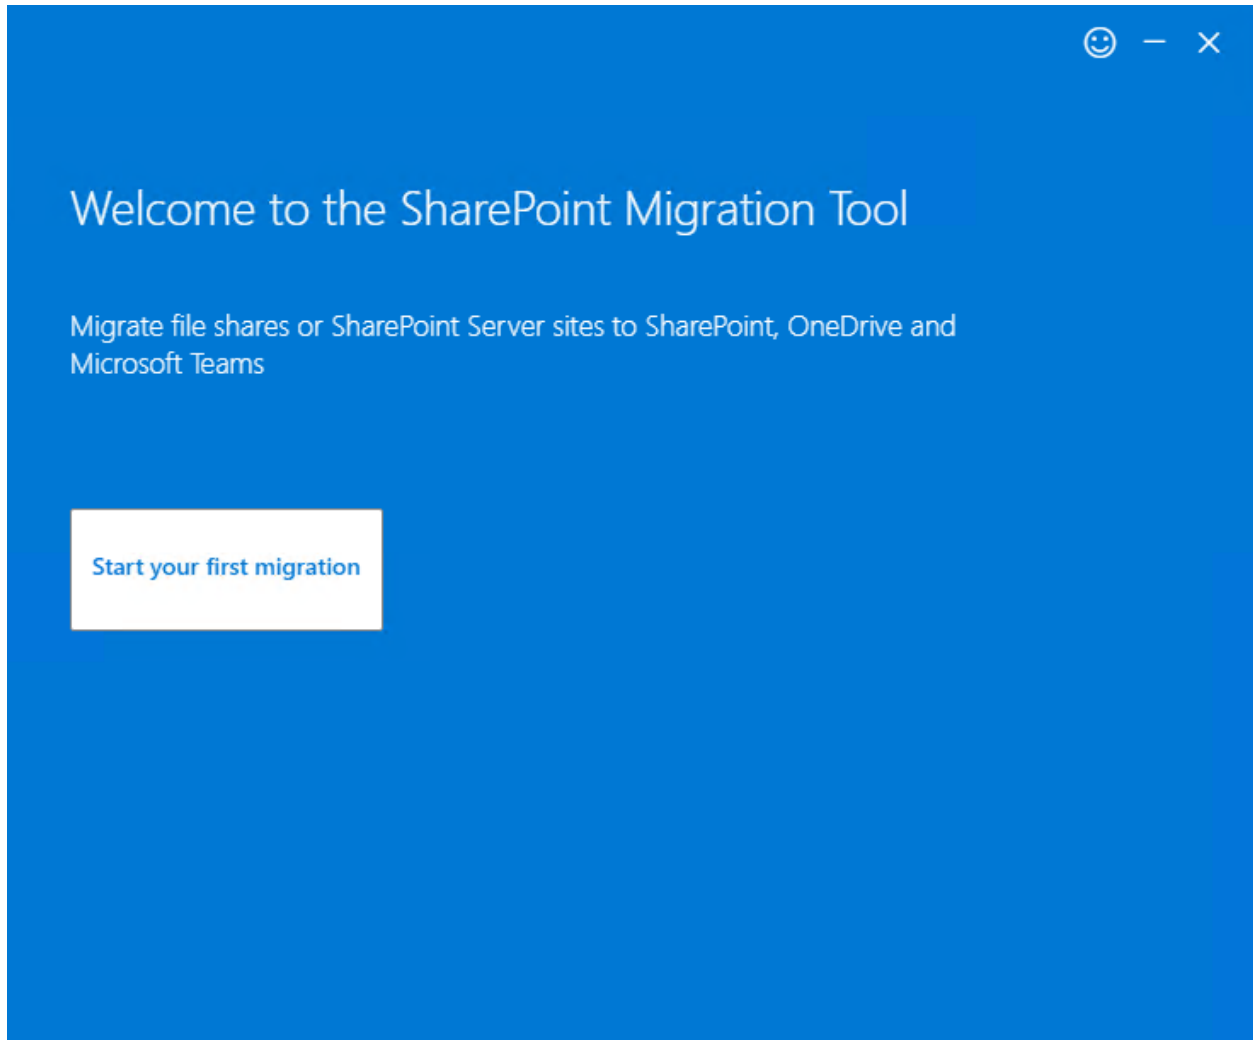 Welcome to the SharePoint Migration Tool
Migrate file shares or SharePoint Server sites to SharePoint, OneDrive and
Microsoft Teams
Start your first migration